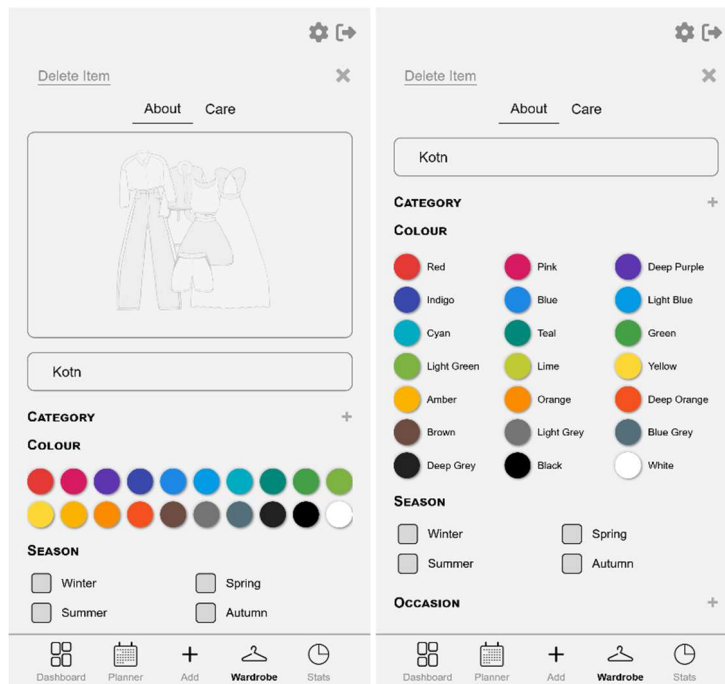 Delete Item
About Care
Kotn
CATEGORY
COLOUR
SEASON
Winter Spring
Summer Autumn
Dashboard Planner Add Wardrobe Stats
Delete Item
About Care
Kotn
CATEGORY
COLOUR
Red Pink Deep Purple
Indigo Blue Light Blue
Cyan Teal Green
Light Green Lime Yellow
Amber Orange Deep Orange
Brown Light Grey Blue Grey
Deep Grey Black White
SEASON
Winter Spring
Summer Autumn
OCCASION
Dashboard Planner Add Wardrobe Stats